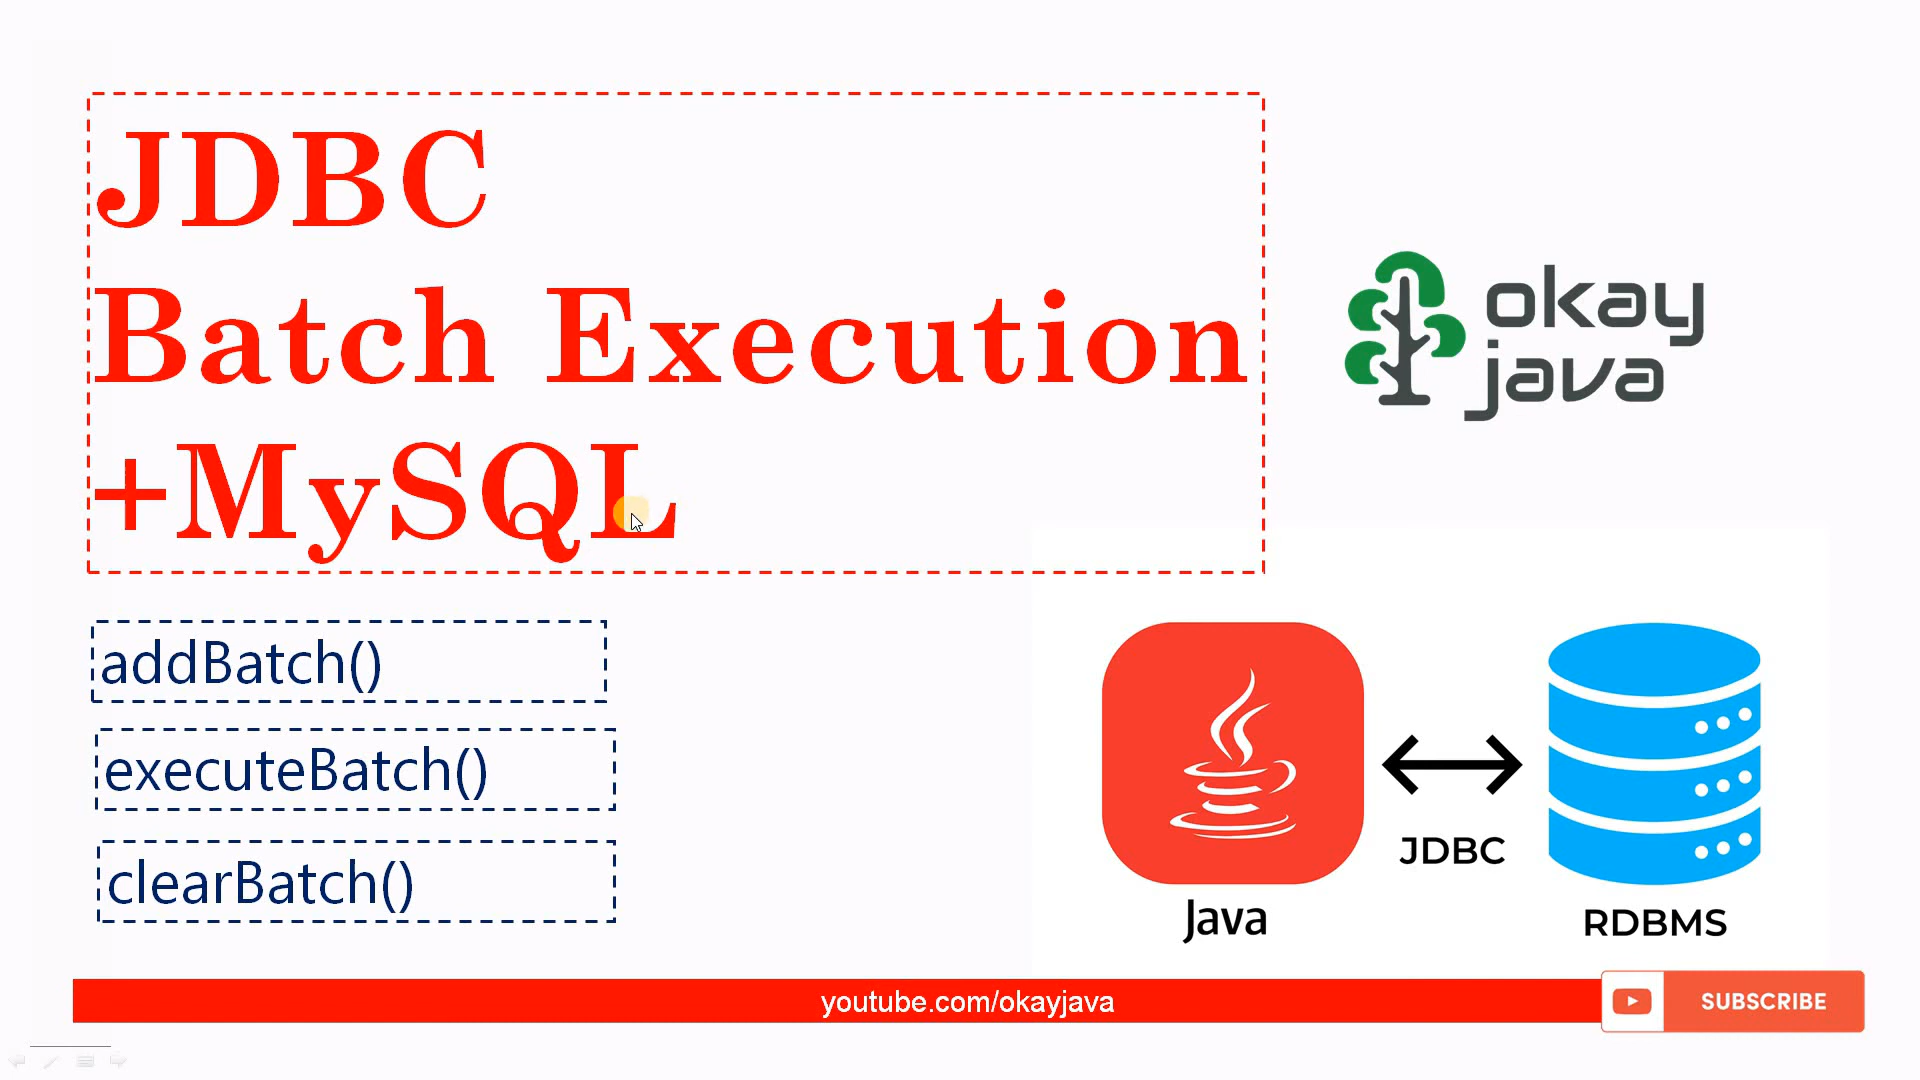 JDBC
Batch Execution
+MySQL
okay
java
addBatch()
executeBatch()
clearBatch()
JDBC
Java
RDBMS
youtube.com/okayjava
SUBSCRIBE